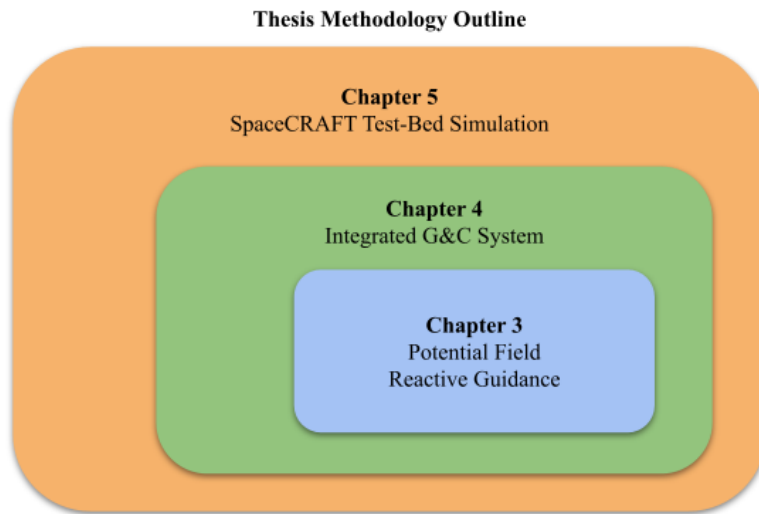 Thesis Methodology Outline
Chapter 5
SpaceCRAFT Test-Bed Simulation
Chapter 4
Integrated G&C System
Chapter 3
Potential Field
Reactive Guidance